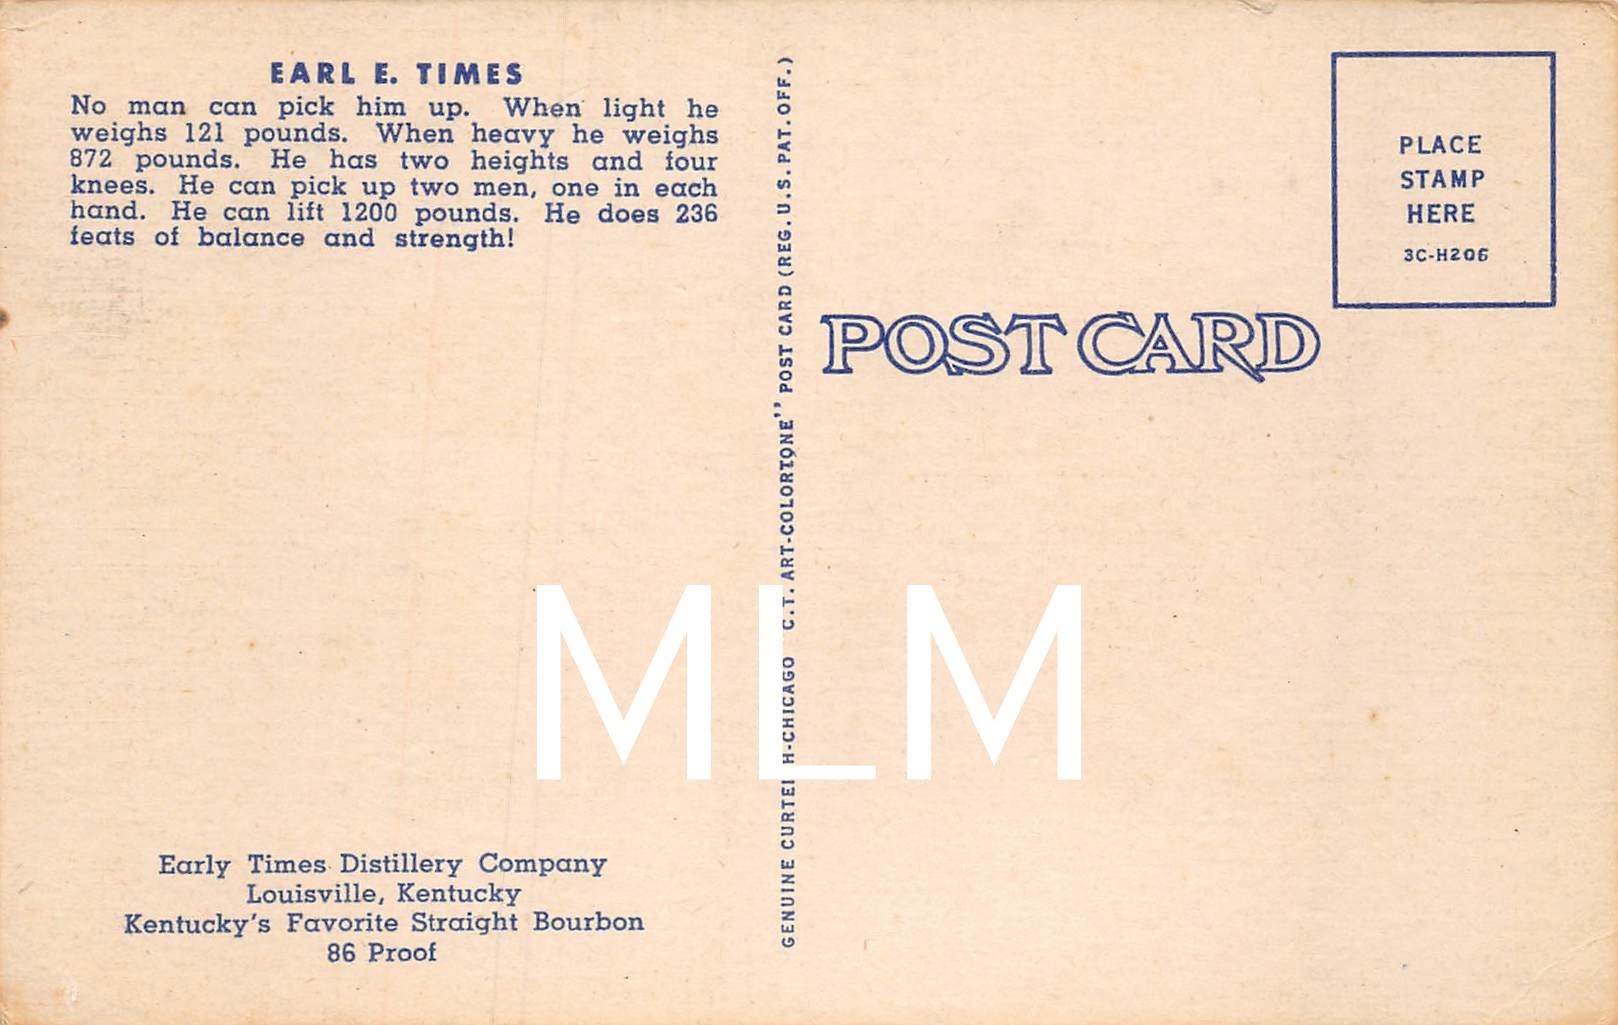 EARL E. TIMES
No man can pick him up. When light he
weighs 121 pounds. When heavy he weighs
872 pounds. He has two heights and four
knees. He can pick up two men, one in each
hand. He can lift 1200 pounds. He does 236
feats of balance and strength!
Early Times Distillery Company
Louisville, Kentucky
Kentucky's Favorite Straight Bourbon
86 Proof
GENUINE CURTEI H-CHICAGO C.T. ART-COLORTONE" POST CARD (REG. U.S. PAT. OFF.)
POST CARD
PLACE
STAMP
HERE
3C-H206
MLM